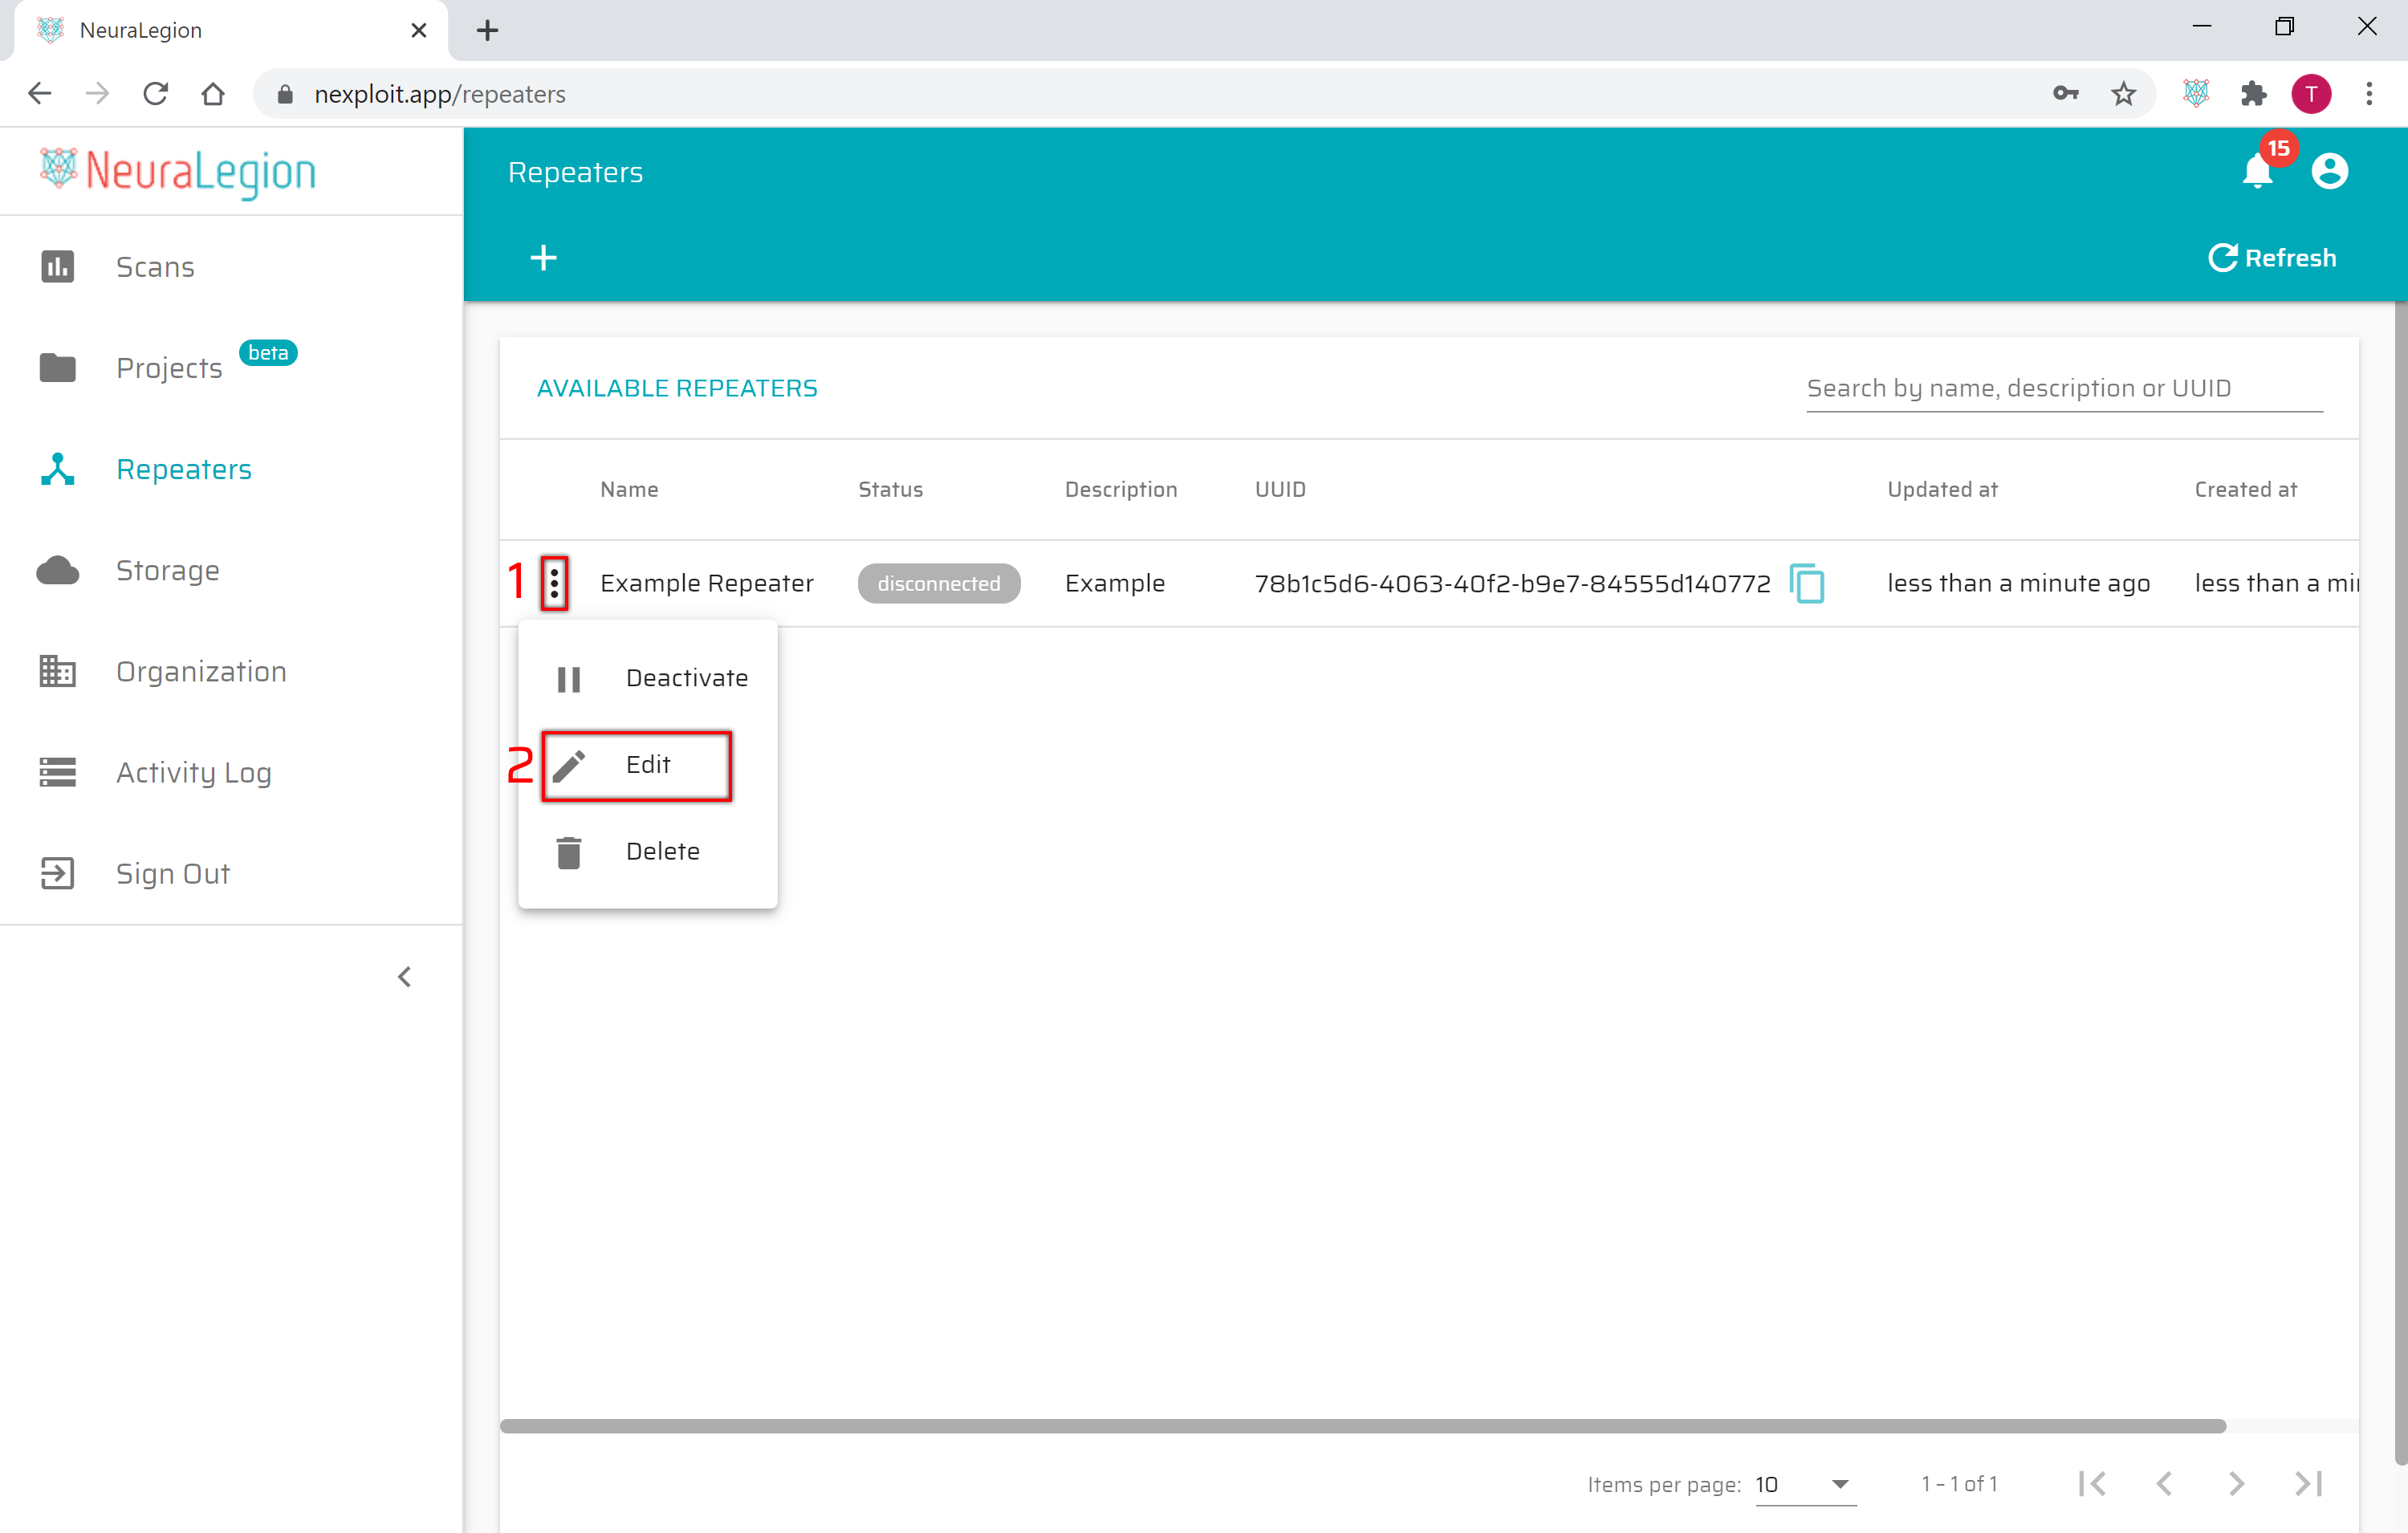 NeuraLegion
nexploit.app/repeaters
T
NeuraLegion
Repeaters
15
Refresh
Scans
Projects beta
Repeaters
Storage
Organization
Activity Log
Sign Out
AVAILABLE REPEATERS
Search by name, description or UUID
Name Status Description UUID Updated at Created at
1 Example Repeater disconnected Example 78b1c5d6-4063-40f2-b9e7-84555d140772 less than a minute ago less than a mi
Deactivate
2 Edit
Delete
Items per page: 10 1 – 1 of 1